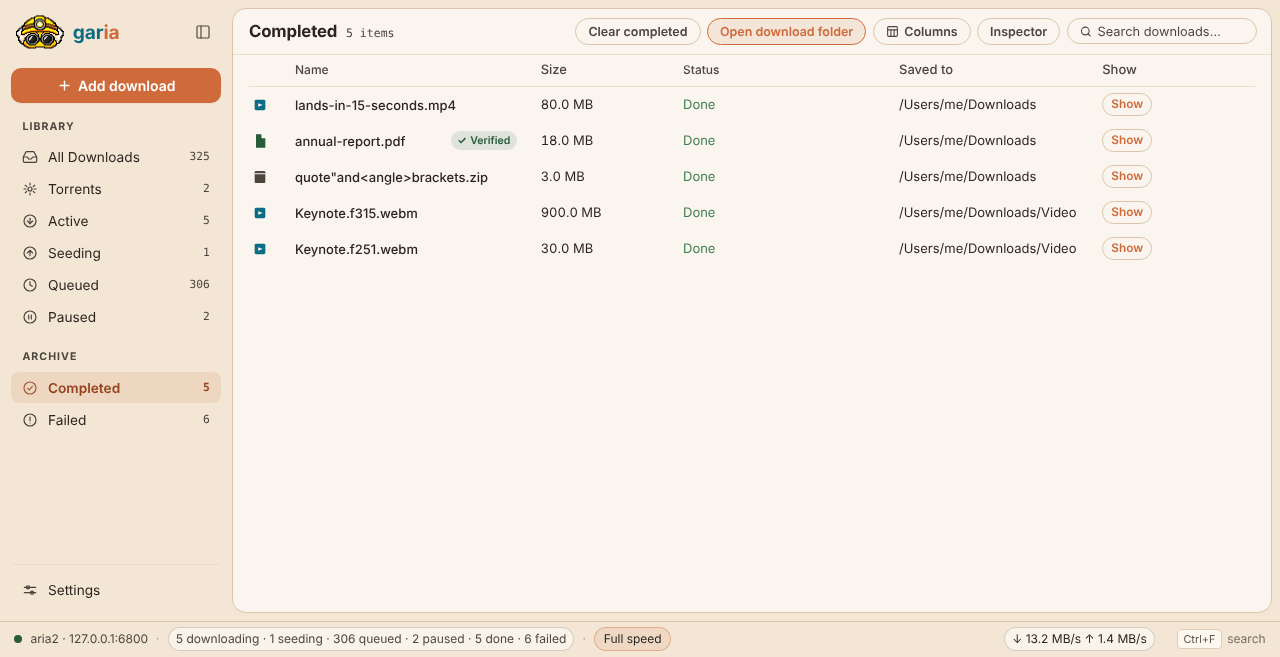 garia
Completed 5 items
Clear completed
Open download folder
Columns
Inspector
Search downloads...
+ Add download
LIBRARY
All Downloads 325
Torrents 2
Active 5
Seeding 1
Queued 306
Paused 2
ARCHIVE
Completed 5
Failed 6
Settings
Name Size Status Saved to Show
lands-in-15-seconds.mp4 80.0 MB Done /Users/me/Downloads Show
annual-report.pdf ✓ Verified 18.0 MB Done /Users/me/Downloads Show
quote"and<angle>brackets.zip 3.0 MB Done /Users/me/Downloads Show
Keynote.f315.webm 900.0 MB Done /Users/me/Downloads/Video Show
Keynote.f251.webm 30.0 MB Done /Users/me/Downloads/Video Show
aria2 · 127.0.0.1:6800 · 5 downloading · 1 seeding · 306 queued · 2 paused · 5 done · 6 failed · Full speed ↓ 13.2 MB/s ↑ 1.4 MB/s Ctrl+F search